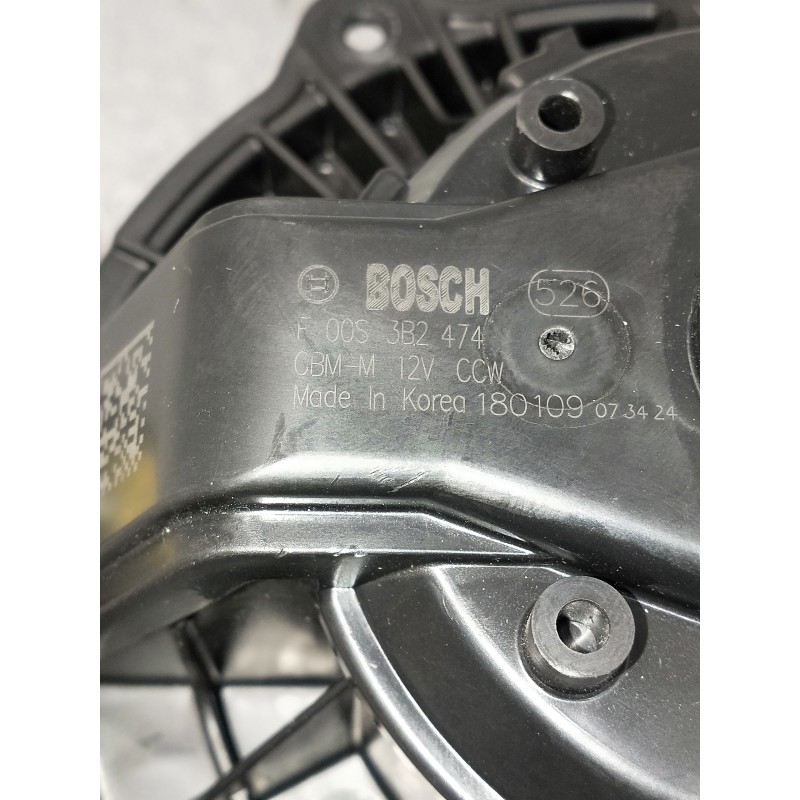 BOSCH 526
F 00S 3B2 474
CBM-M 12V CCW
Made In Korea 180109 07 34 24